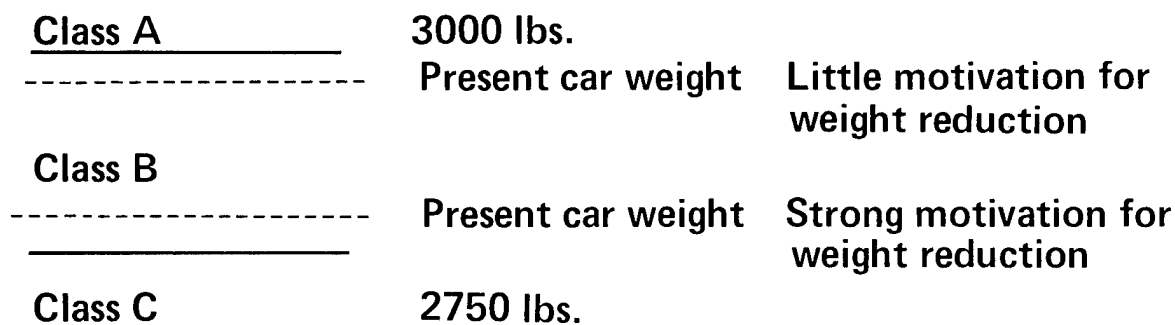 Class A 3000 lbs.
Present car weight Little motivation for
weight reduction
Class B
Present car weight Strong motivation for
weight reduction
Class C 2750 lbs.